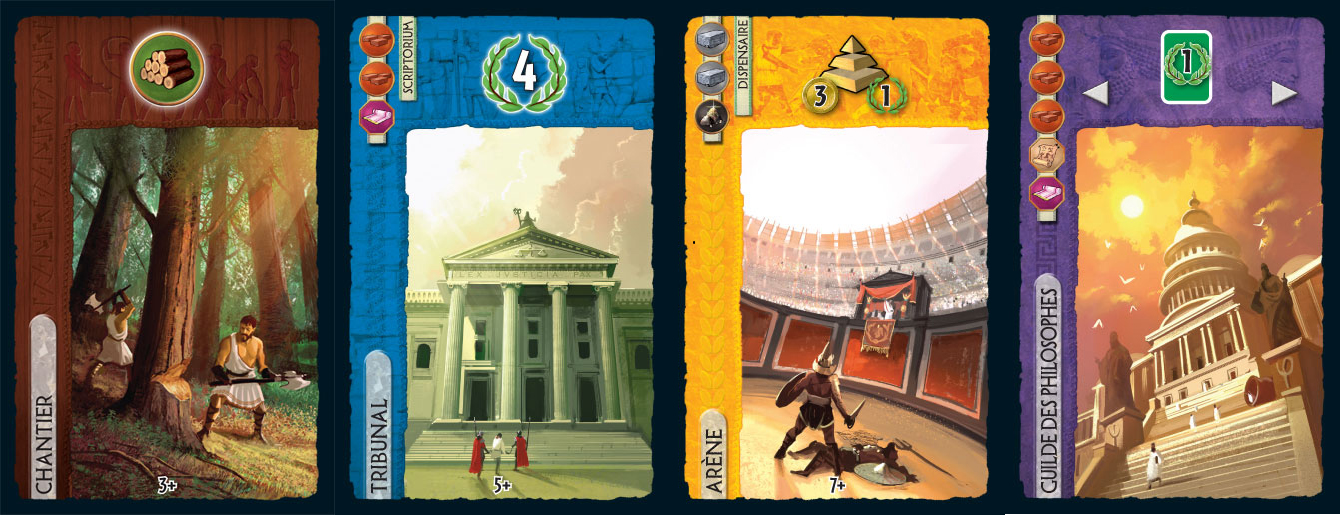 CHANTIER
3+
SCRIPTORIUM
4
TRIBUNAL
5+
DISPENSAIRE
3
1
ARÈNE
7+
1
GUILDE DES PHILOSOPHES